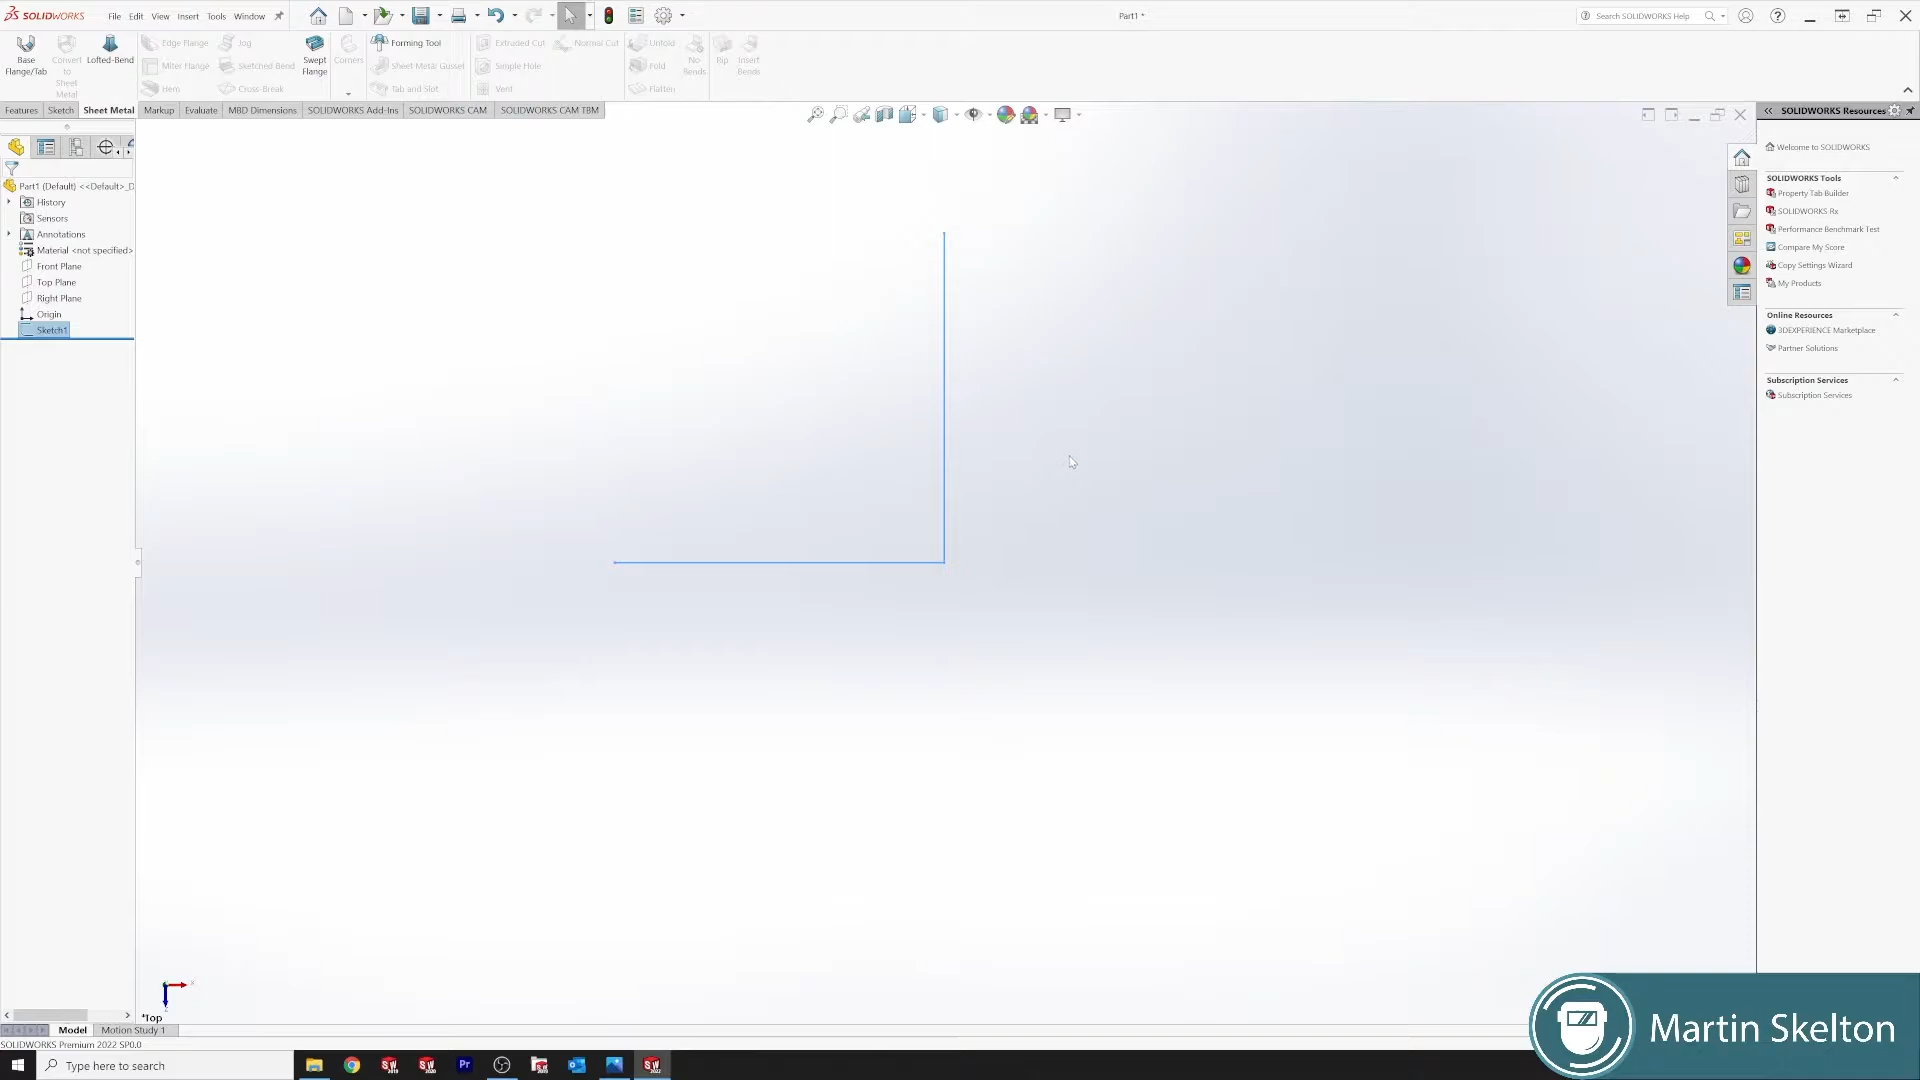 SOLIDWORKS File Edit View Insert Tools Window
Part1 *
Search SOLIDWORKS Help
Base Flange/Tab
Convert to Sheet Metal
Lofted-Bend
Edge Flange
Miter Flange
Hem
Jog
Sketched Bend
Cross-Break
Swept Flange
Corners
Forming Tool
Sheet Metal Gusset
Tab and Slot
Extruded Cut
Simple Hole
Vent
Normal Cut
Unfold
Fold
Flatten
No Bends
Rip
Insert Bends
Features Sketch Sheet Metal Markup Evaluate MBD Dimensions SOLIDWORKS Add-Ins SOLIDWORKS CAM SOLIDWORKS CAM TBM
Part1 (Default) <<Default>_D
History
Sensors
Annotations
Material <not specified>
Front Plane
Top Plane
Right Plane
Origin
Sketch1
SOLIDWORKS Resources
Welcome to SOLIDWORKS
SOLIDWORKS Tools
Property Tab Builder
SOLIDWORKS Rx
Performance Benchmark Test
Compare My Score
Copy Settings Wizard
My Products
Online Resources
3DEXPERIENCE Marketplace
Partner Solutions
Subscription Services
Subscription Services
*Top
Model Motion Study 1
SOLIDWORKS Premium 2022 SP0.0
Type here to search
Martin Skelton